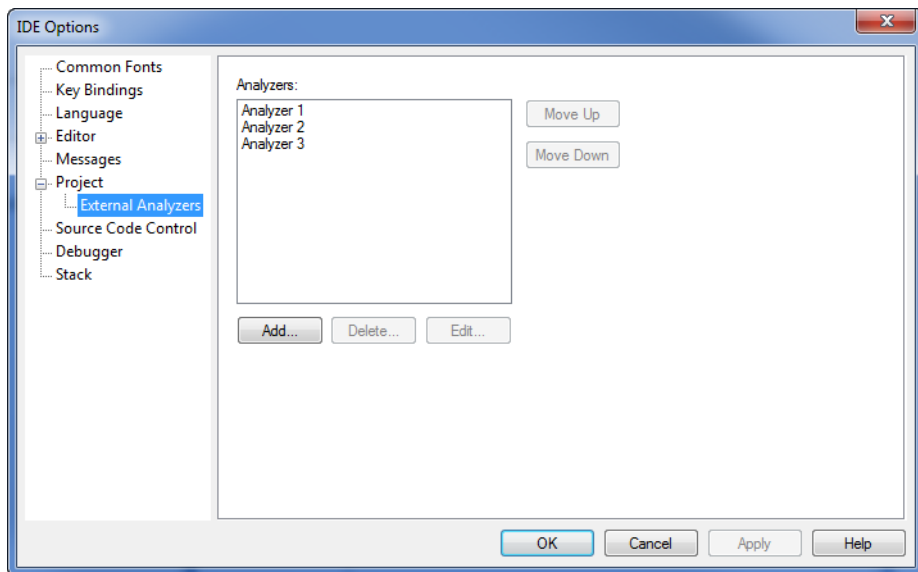 IDE Options
Common Fonts
Key Bindings
Language
Editor
Messages
Project
External Analyzers
Source Code Control
Debugger
Stack
Analyzers:
Analyzer 1
Analyzer 2
Analyzer 3
Move Up
Move Down
Add...
Delete...
Edit...
OK
Cancel
Apply
Help